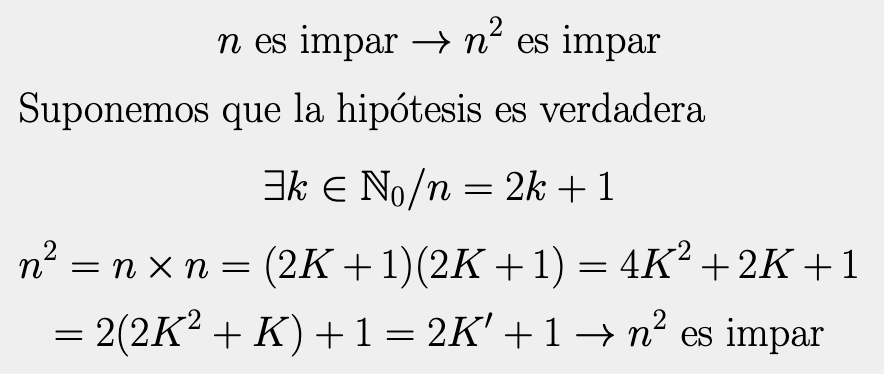 n es impar → n² es impar
Suponemos que la hipótesis es verdadera
∃k ∈ ℕ₀/n = 2k + 1
n² = n × n = (2K + 1)(2K + 1) = 4K² + 2K + 1
= 2(2K² + K) + 1 = 2K′ + 1 → n² es impar